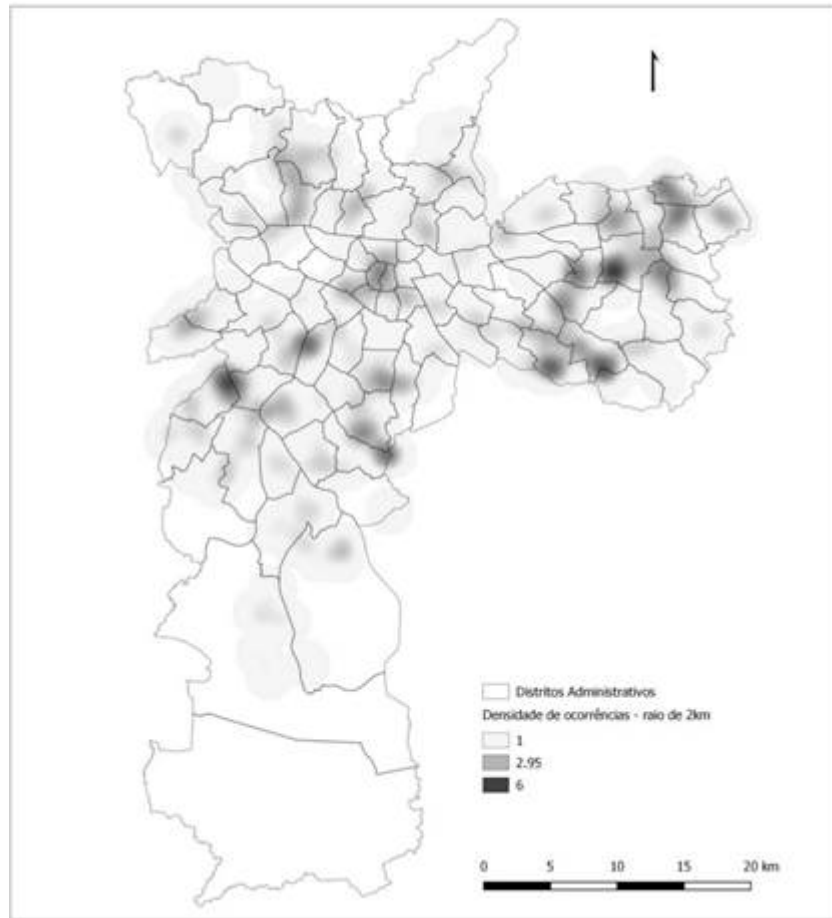 Distritos Administrativos
Densidade de ocorrências - raio de 2km
1
2.95
6
0 5 10 15 20 km